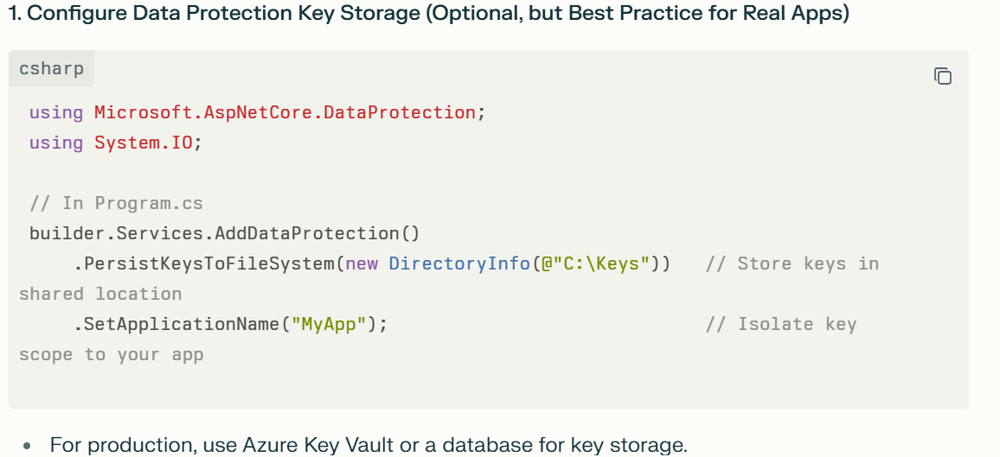 1. Configure Data Protection Key Storage (Optional, but Best Practice for Real Apps)
csharp
using Microsoft.AspNetCore.DataProtection;
using System.IO;
// In Program.cs
builder.Services.AddDataProtection()
.PersistKeysToFileSystem(new DirectoryInfo(@"C:\Keys")) // Store keys in
shared location
.SetApplicationName("MyApp"); // Isolate key
scope to your app
• For production, use Azure Key Vault or a database for key storage.